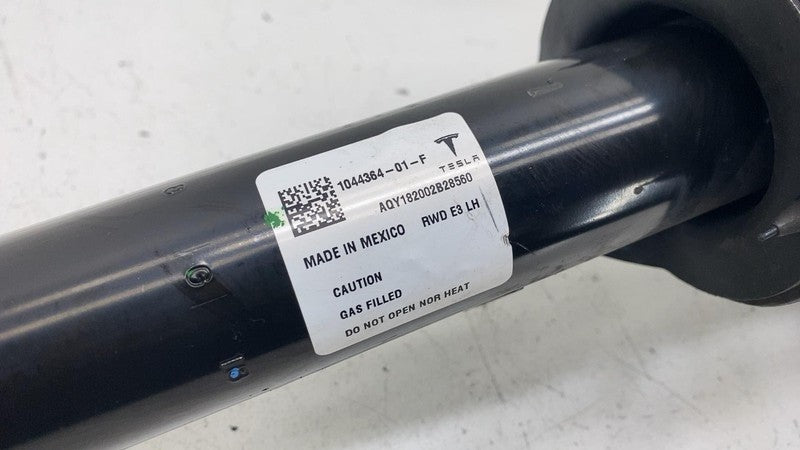 1044364-01-F
TESLA
AQY182002B28560
MADE IN MEXICO RWD E3 LH
CAUTION
GAS FILLED
DO NOT OPEN NOR HEAT